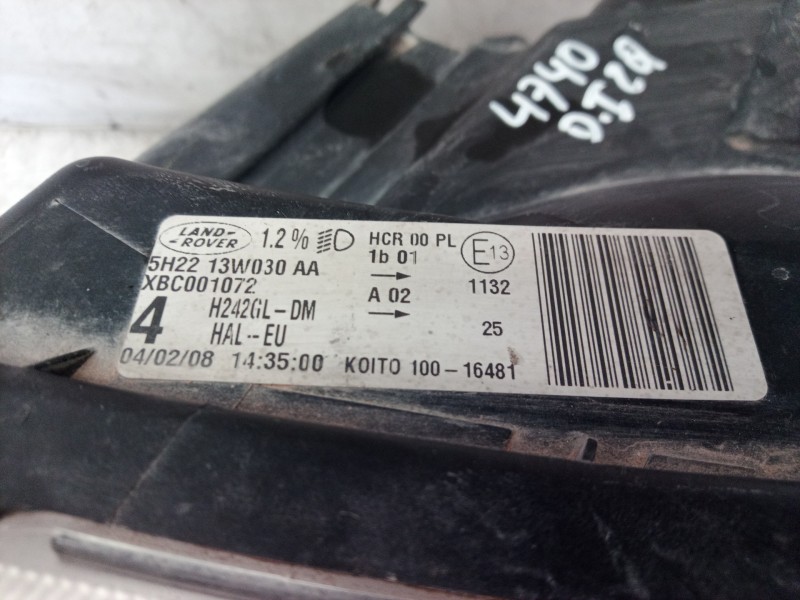 4740
D.IZQ
LAND-
ROVER
1.2%
HCR 00 PL
1b 01
E13
5H22 13W030 AA
XBC001072
A 02
1132
4
H242GL-DM
HAL--EU
25
04/02/08 14:35:00 KOITO 100-16481